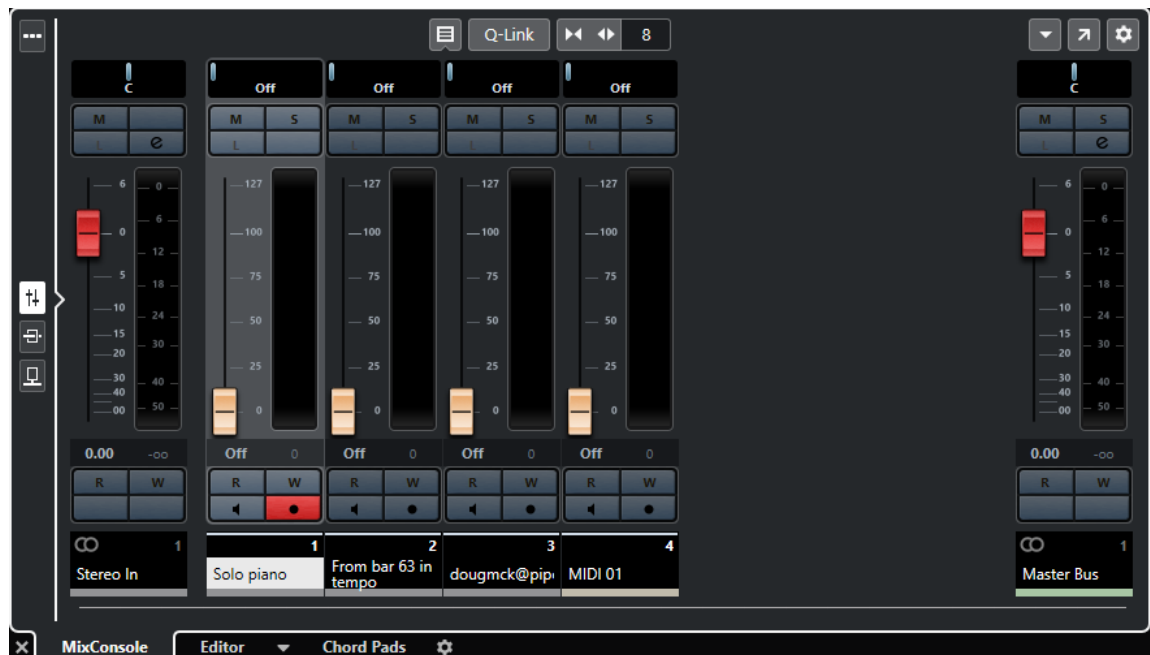 Q-Link 8
C Off Off Off Off C
M M S M S M S M S M S
L e L L L L L e
6 0 127 127 127 127 6 0
0 6 100 100 100 100 0 6
12 12
5 18 75 75 75 75 5 18
10 24 50 50 50 50 10 24
15 15
20 30 20 30
30 40 25 25 25 25 30 40
40 40
00 50 0 0 0 0 00 50
0.00 -oo Off 0 Off 0 Off 0 Off 0 0.00 -oo
R W R W R W R W R W R W
1 1 2 3 4 1
Stereo In Solo piano From bar 63 in dougmck@pip MIDI 01 Master Bus
tempo
MixConsole Editor Chord Pads